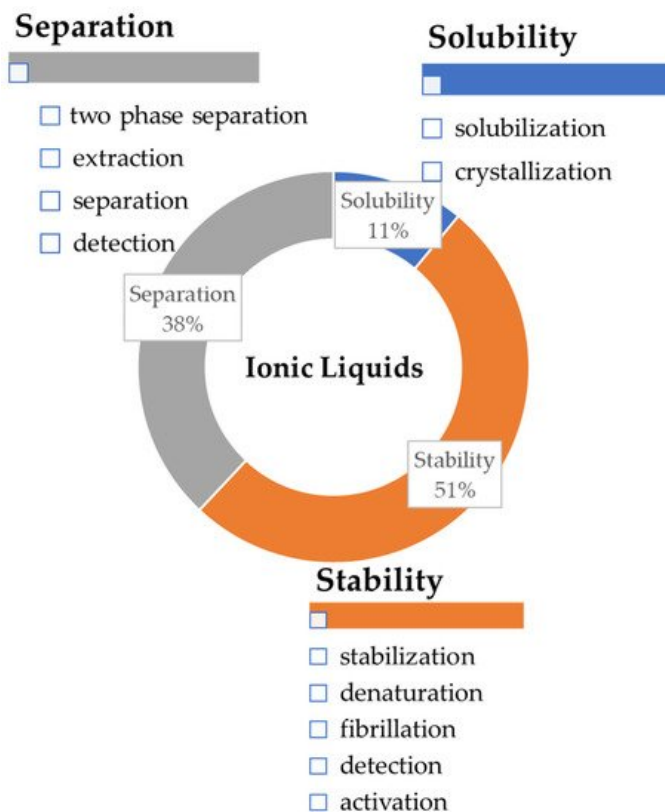 Separation
two phase separation
extraction
separation
detection
Solubility
solubilization
crystallization
Solubility
11%
Separation
38%
Ionic Liquids
Stability
51%
Stability
stabilization
denaturation
fibrillation
detection
activation